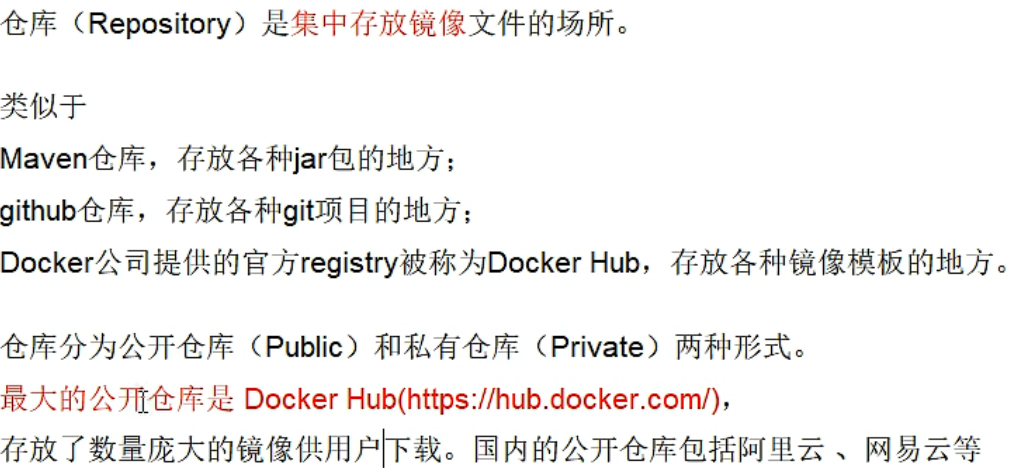 仓库（Repository）是集中存放镜像文件的场所。
类似于
Maven仓库，存放各种jar包的地方；
github仓库，存放各种git项目的地方；
Docker公司提供的官方registry被称为Docker Hub，存放各种镜像模板的地方。
仓库分为公开仓库（Public）和私有仓库（Private）两种形式。
最大的公开仓库是 Docker Hub(https://hub.docker.com/)，
存放了数量庞大的镜像供用户下载。国内的公开仓库包括阿里云 、网易云等